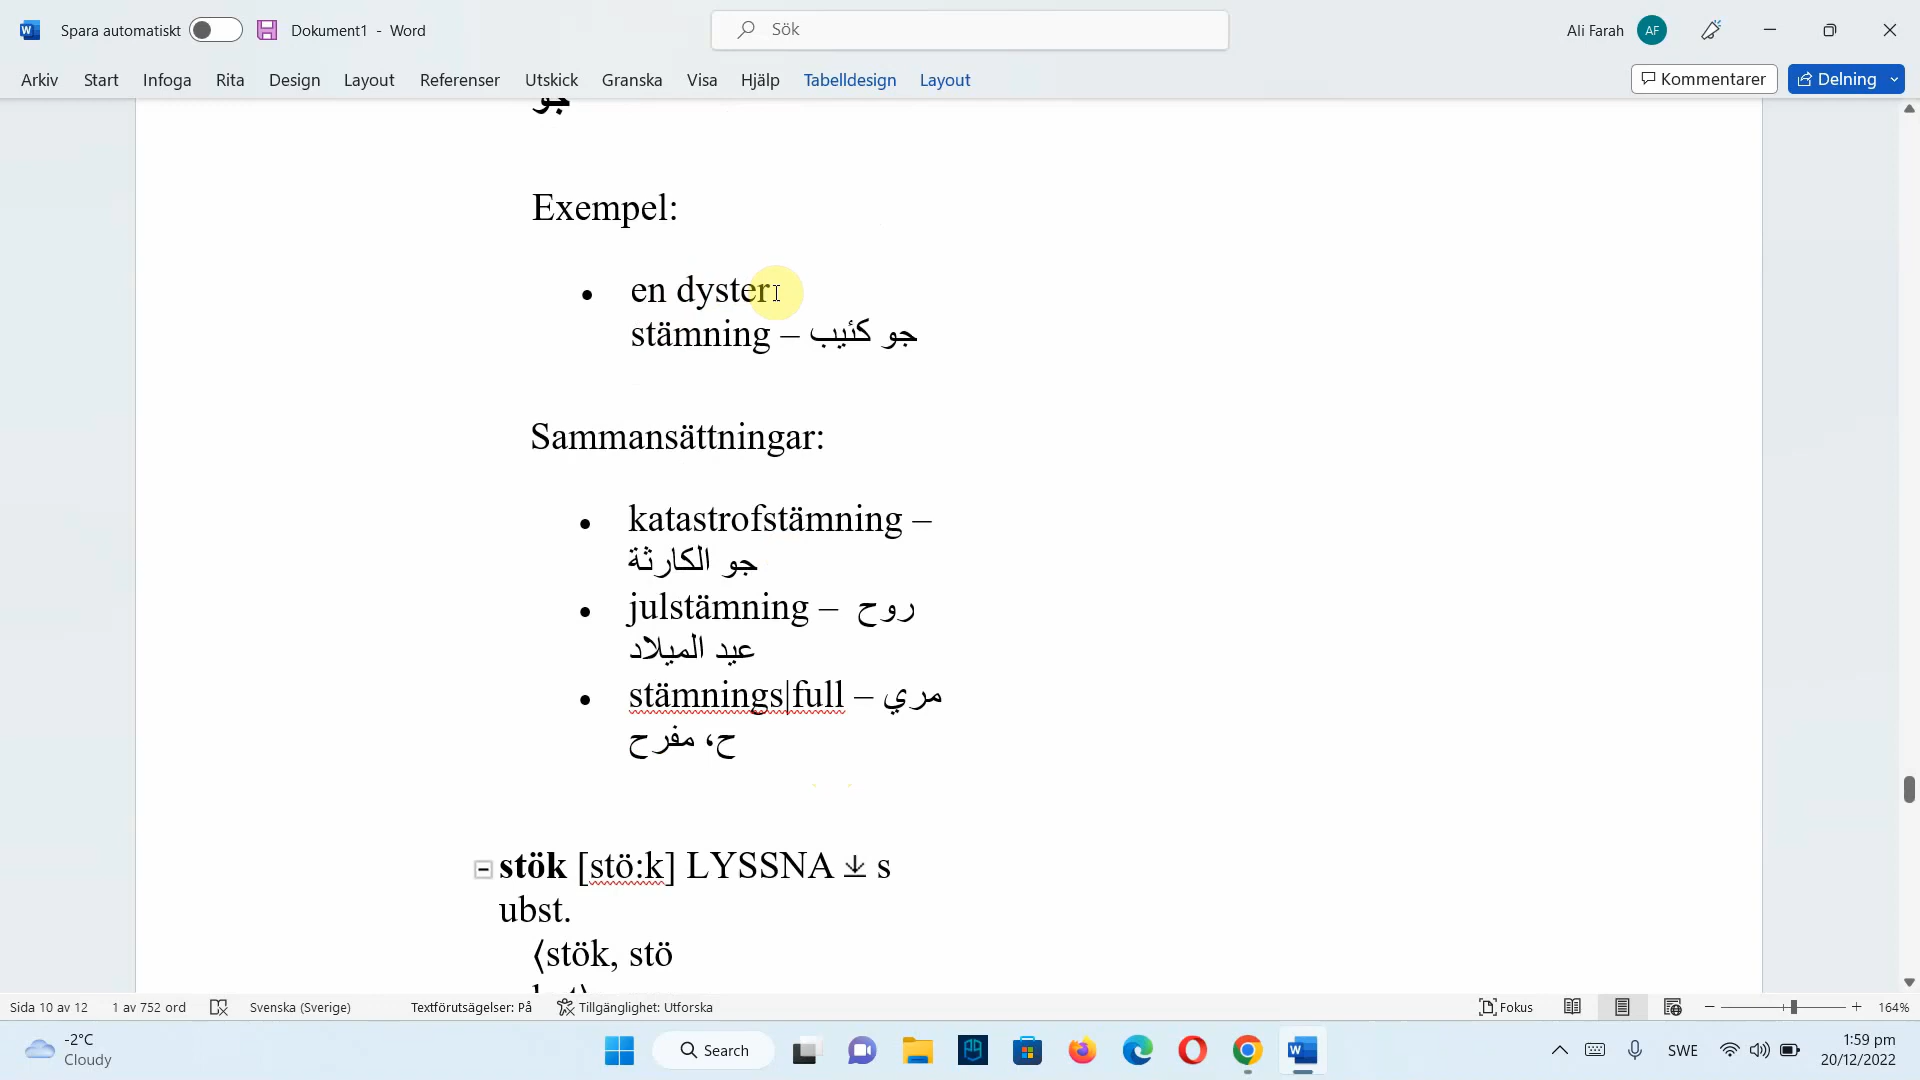 Spara automatiskt
Dokument1 - Word
Sök
Ali Farah
AF
Arkiv Start Infoga Rita Design Layout Referenser Utskick Granska Visa Hjälp Tabelldesign Layout
Kommentarer
Delning
جو
Exempel:
en dyster
stämning – جو كئيب
Sammansättningar:
katastrofstämning –
جو الكارثة
julstämning – روح
عيد الميلاد
stämnings|full – مري
ح، مفرح
stök [stö:k] LYSSNA s
ubst.
⟨stök, stö
Sida 10 av 12 1 av 752 ord Svenska (Sverige) Textförutsägelser: På Tillgänglighet: Utforska
Fokus
164%
-2°C
Cloudy
Search
SWE
1:59 pm
20/12/2022